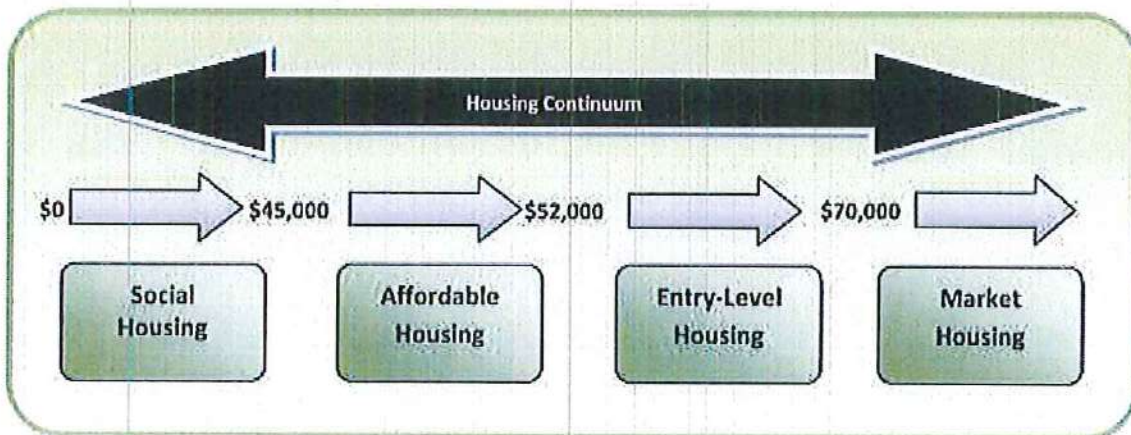 Housing Continuum
$0 $45,000 $52,000 $70,000
Social
Housing
Affordable
Housing
Entry-Level
Housing
Market
Housing